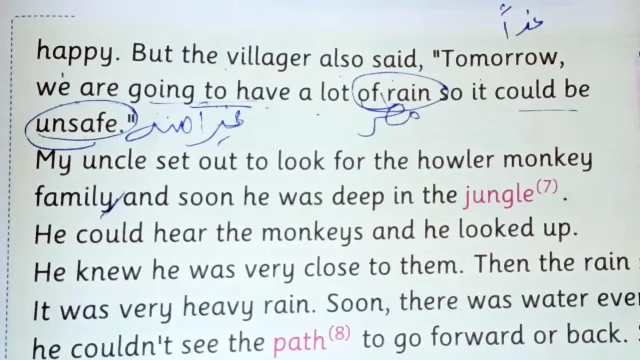 غداً
happy. But the villager also said, "Tomorrow,
we are going to have a lot of rain so it could be
unsafe." غير امنة مطر
My uncle set out to look for the howler monkey
family and soon he was deep in the jungle(7).
He could hear the monkeys and he looked up.
He knew he was very close to them. Then the rain
It was very heavy rain. Soon, there was water eve
he couldn't see the path(8) to go forward or back.